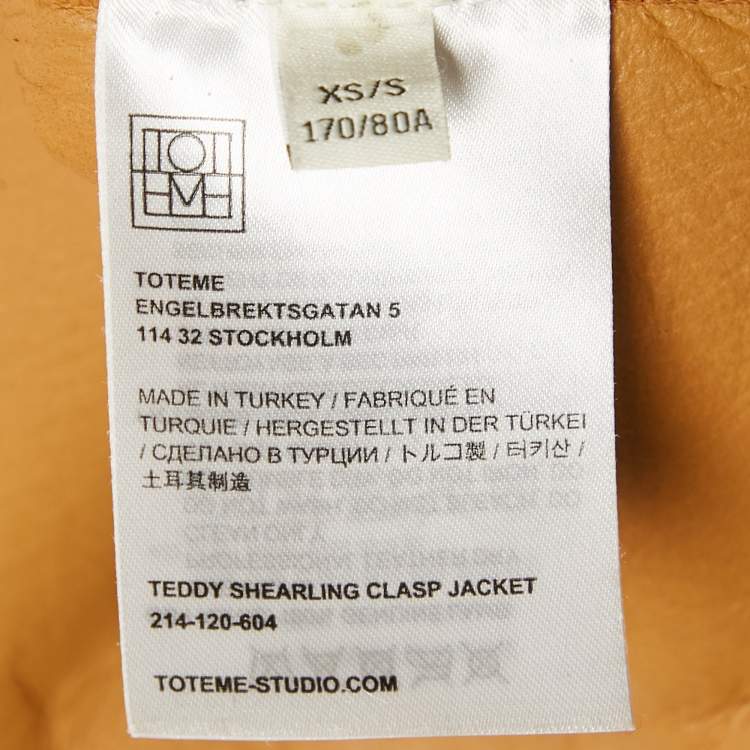 XS/S
170/80A
TOTEME
TOTEME
ENGELBREKTSGATAN 5
114 32 STOCKHOLM
MADE IN TURKEY / FABRIQUÉ EN
TURQUIE / HERGESTELLT IN DER TÜRKEI
/ СДЕЛАНО В ТУРЦИИ / トルコ製 / 터키산 /
土耳其制造
TEDDY SHEARLING CLASP JACKET
214-120-604
TOTEME-STUDIO.COM